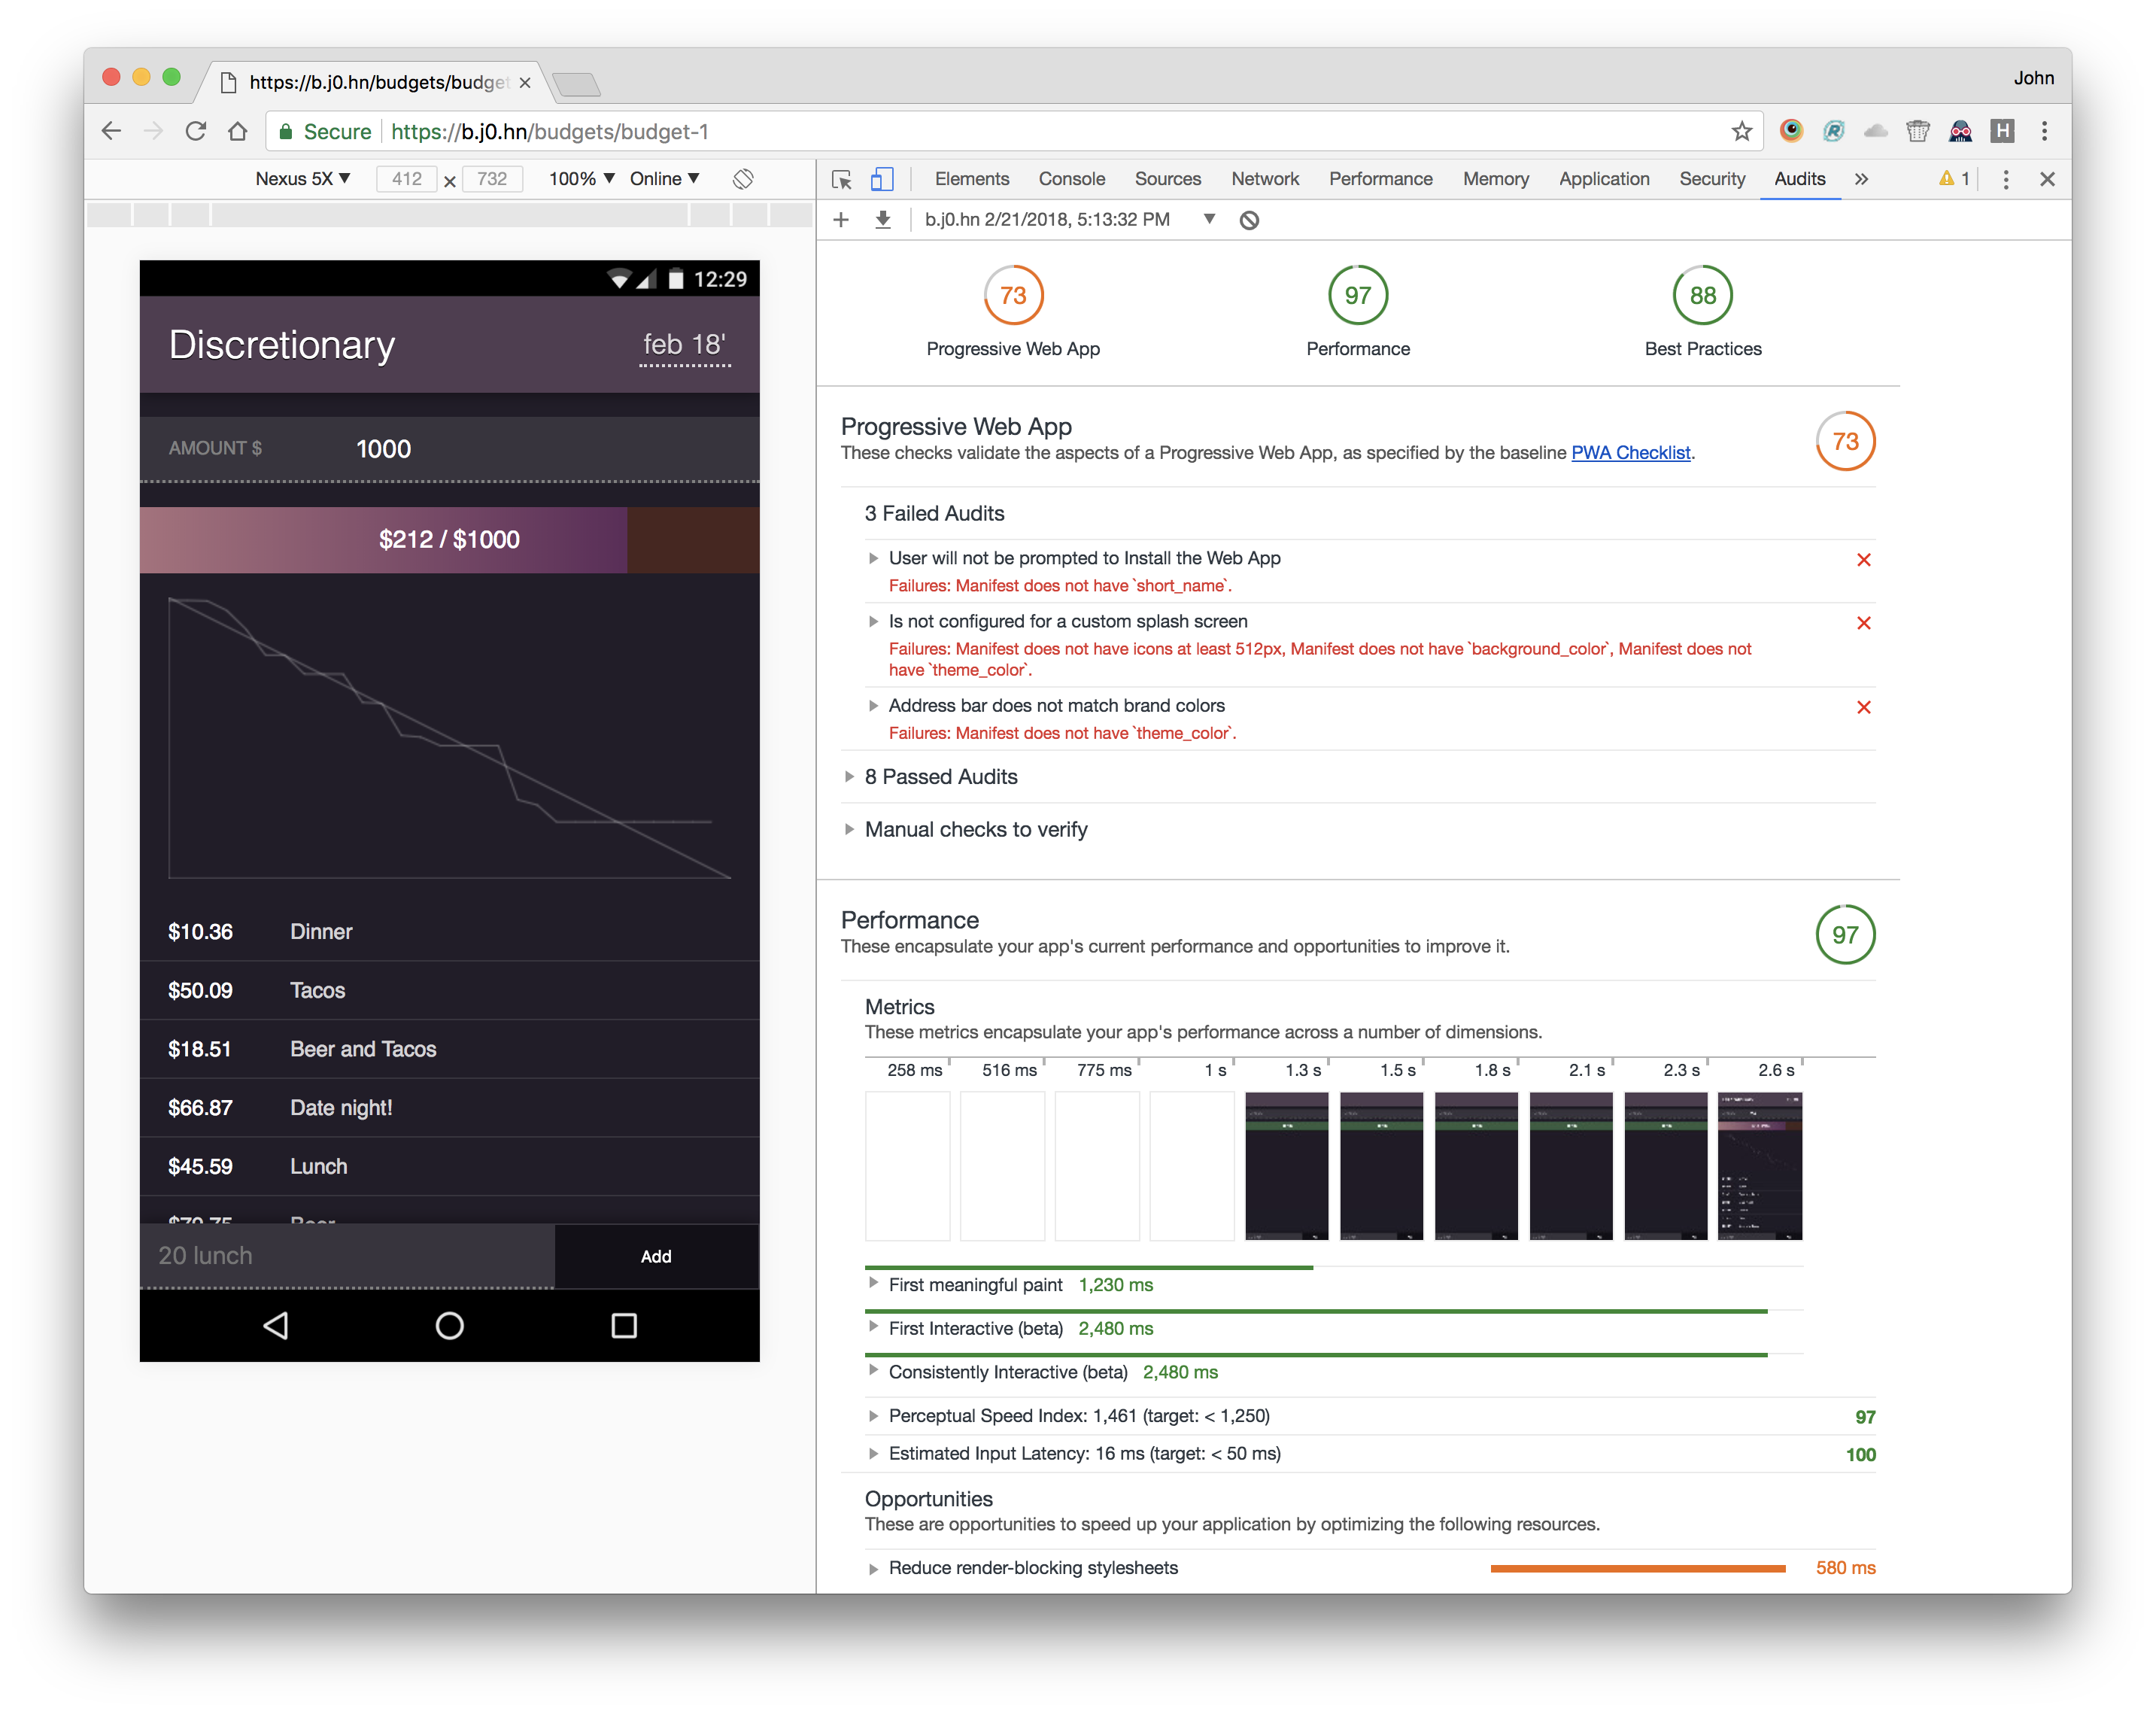 https://b.j0.hn/budgets/budget
John
Secure https://b.j0.hn/budgets/budget-1
H
Nexus 5X ▼ 412 × 732 100% ▼ Online ▼
Elements Console Sources Network Performance Memory Application Security Audits » 1
b.j0.hn 2/21/2018, 5:13:32 PM ▼
12:29
Discretionary feb 18'
AMOUNT $ 1000
$212 / $1000
$10.36 Dinner
$50.09 Tacos
$18.51 Beer and Tacos
$66.87 Date night!
$45.59 Lunch
20 lunch Add
73 97 88
Progressive Web App Performance Best Practices
Progressive Web App 73
These checks validate the aspects of a Progressive Web App, as specified by the baseline PWA Checklist.
3 Failed Audits
User will not be prompted to Install the Web App
Failures: Manifest does not have `short_name`.
Is not configured for a custom splash screen
Failures: Manifest does not have icons at least 512px, Manifest does not have `background_color`, Manifest does not
have `theme_color`.
Address bar does not match brand colors
Failures: Manifest does not have `theme_color`.
8 Passed Audits
Manual checks to verify
Performance 97
These encapsulate your app's current performance and opportunities to improve it.
Metrics
These metrics encapsulate your app's performance across a number of dimensions.
258 ms 516 ms 775 ms 1 s 1.3 s 1.5 s 1.8 s 2.1 s 2.3 s 2.6 s
First meaningful paint 1,230 ms
First Interactive (beta) 2,480 ms
Consistently Interactive (beta) 2,480 ms
Perceptual Speed Index: 1,461 (target: < 1,250) 97
Estimated Input Latency: 16 ms (target: < 50 ms) 100
Opportunities
These are opportunities to speed up your application by optimizing the following resources.
Reduce render-blocking stylesheets 580 ms